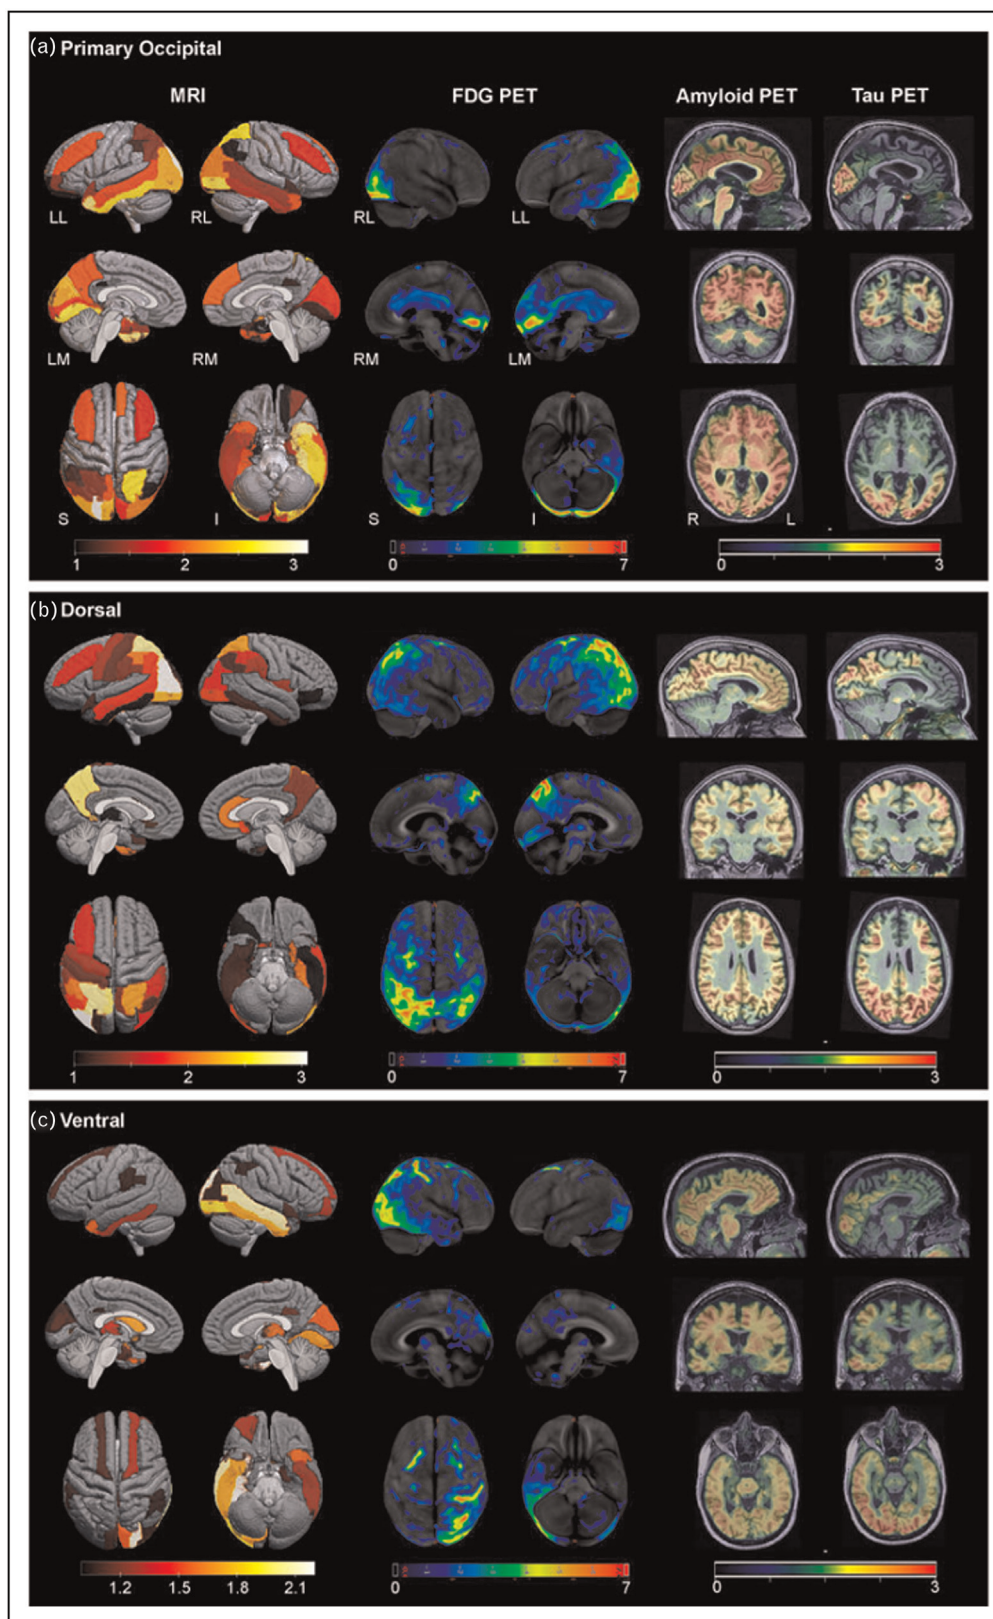 (a) Primary Occipital
MRI FDG PET Amyloid PET Tau PET
LL RL RL LL
LM RM RM LM
S I S I R L
1 2 3 0 7 0 3
(b) Dorsal
1 2 3 0 7 0 3
(c) Ventral
1.2 1.5 1.8 2.1 0 7 0 3